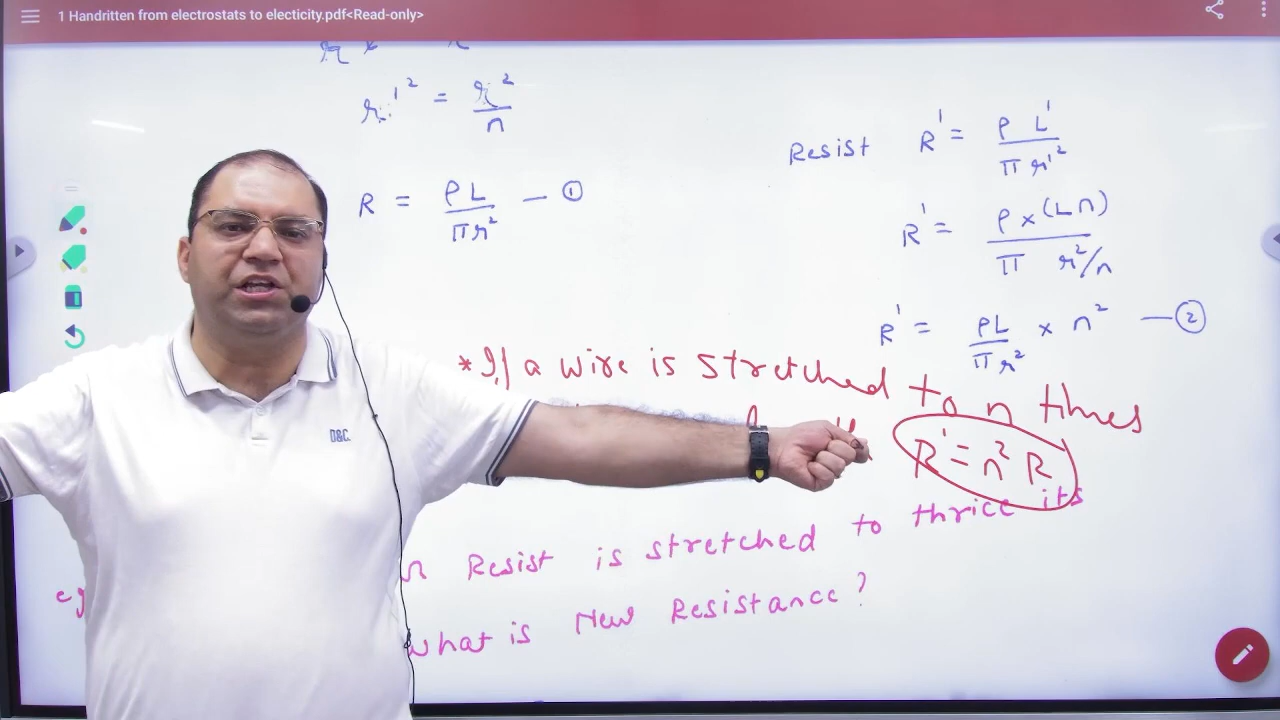 1 Handritten from electrostats to electicity.pdf<Read-only>
r'² = r²/n
R = ρL/πr² — ①
Resist R' = ρL'/πr'²
R' = ρ x (Ln)/π r²/n
R' = ρL/πr² x n² — ②
* If a wire is stretched to n times
R' = n² R
eg
Ω Resist is stretched to thrice its
what is New Resistance?
D&C.